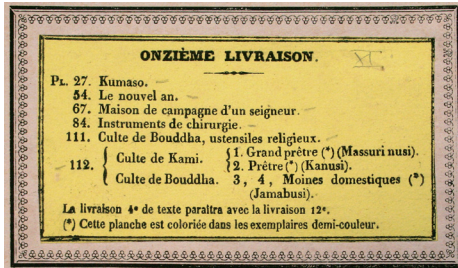 ONZIÈME LIVRAISON.
XI
PL. 27. Kumaso.
54. Le nouvel an.
67. Maison de campagne d'un seigneur.
84. Instruments de chirurgie.
111. Culte de Bouddha, ustensiles religieux.
112. { Culte de Kami. { 1. Grand prêtre (*) (Massuri nusi).
2. Prêtre (*) (Kanusi).
Culte de Bouddha. 3, 4, Moines domestiques (*)
(Jamabusi).
La livraison 4e de texte paraîtra avec la livraison 12e.
(*) Cette planche est coloriée dans les exemplaires demi-couleur.